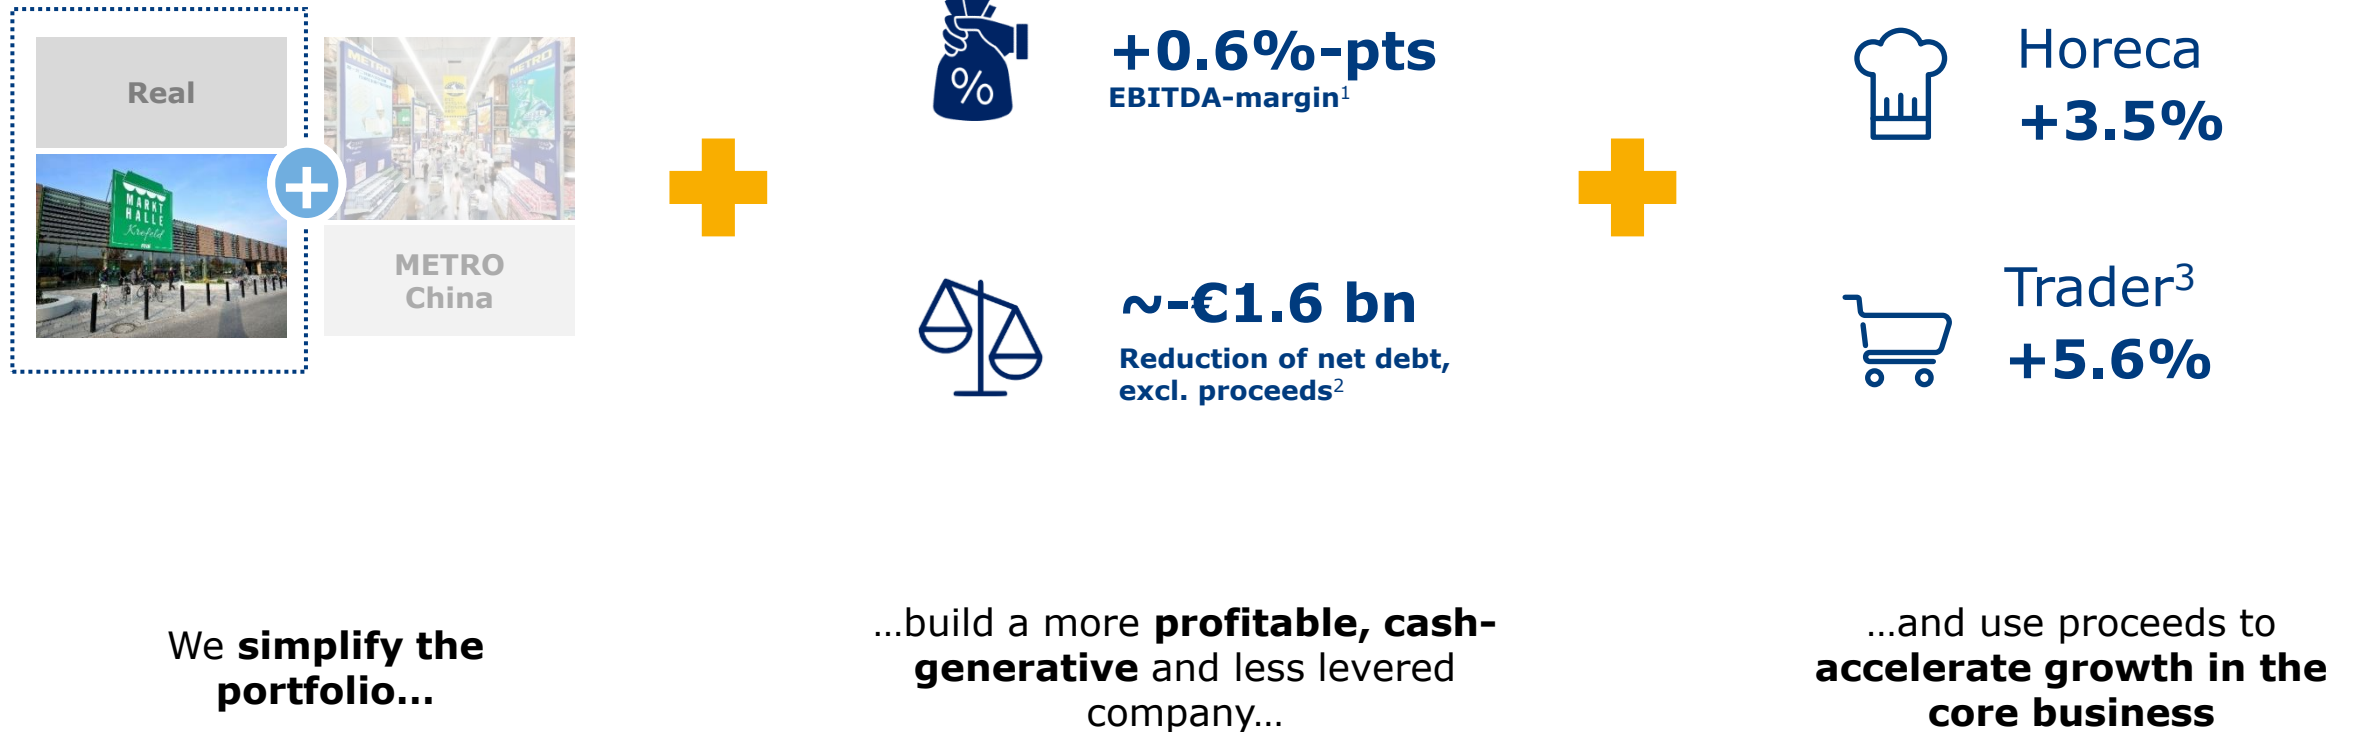 Real
METRO
METRO
MARKT
HALLE
Krefeld
METRO
China
We simplify the
portfolio...
%
+0.6%-pts
EBITDA-margin¹
~-€1.6 bn
Reduction of net debt,
excl. proceeds²
…build a more profitable, cash-
generative and less levered
company…
Horeca
+3.5%
Trader³
+5.6%
…and use proceeds to
accelerate growth in the
core business